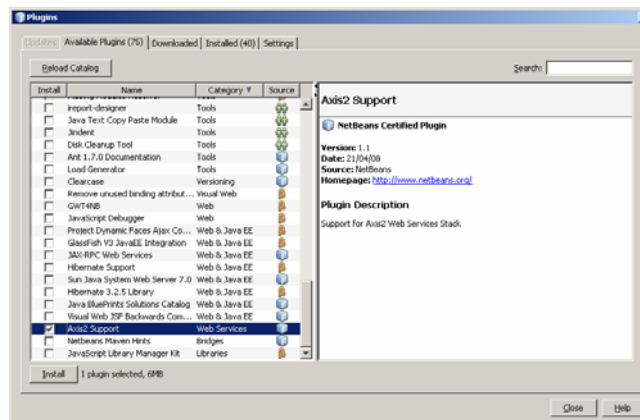 Plugins
Updates Available Plugins (75) Downloaded Installed (40) Settings
Reload Catalog Search:
Install Name Category Source
ireport-designer Tools
Java Text Copy Paste Module Tools
Jindent Tools
Disk Cleanup Tool Tools
Ant 1.7.0 Documentation Tools
Load Generator Tools
Clearcase Versioning
Remove unused binding attribut... Visual Web
GWT4NB Web
JavaScript Debugger Web
Project Dynamic Faces Ajax Co... Web & Java EE
GlassFish V3 JavaEE Integration Web & Java EE
JAX-RPC Web Services Web & Java EE
Hibernate Support Web & Java EE
Sun Java System Web Server 7.0 Web & Java EE
Hibernate 3.2.5 Library Web & Java EE
Java BluePrints Solutions Catalog Web & Java EE
Visual Web JSF Backwards Com... Web & Java EE
Axis2 Support Web Services
Netbeans Maven Hints Bridges
JavaScript Library Manager Kit Libraries
Axis2 Support
NetBeans Certified Plugin
Version: 1.1
Date: 21/04/08
Source: NetBeans
Homepage: http://www.netbeans.org/
Plugin Description
Support for Axis2 Web Services Stack
Install 1 plugin selected, 6MB
Close Help